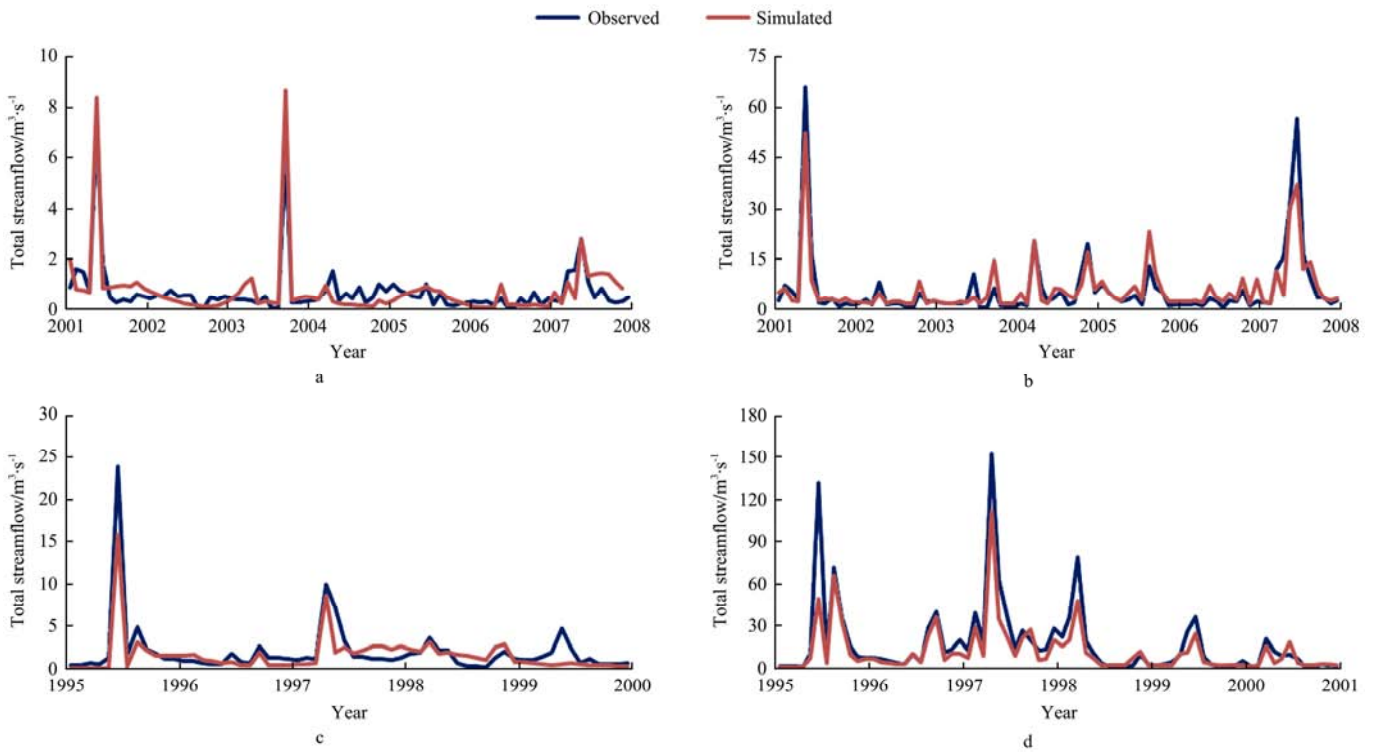 Observed
Simulated
10
8
6
4
2
0
Total streamflow/m³·s⁻¹
2001 2002 2003 2004 2005 2006 2007 2008
Year
a
75
60
45
30
15
0
Total streamflow/m³·s⁻¹
2001 2002 2003 2004 2005 2006 2007 2008
Year
b
30
25
20
15
10
5
0
Total streamflow/m³·s⁻¹
1995 1996 1997 1998 1999 2000
Year
c
180
150
120
90
60
30
0
Total streamflow/m³·s⁻¹
1995 1996 1997 1998 1999 2000 2001
Year
d